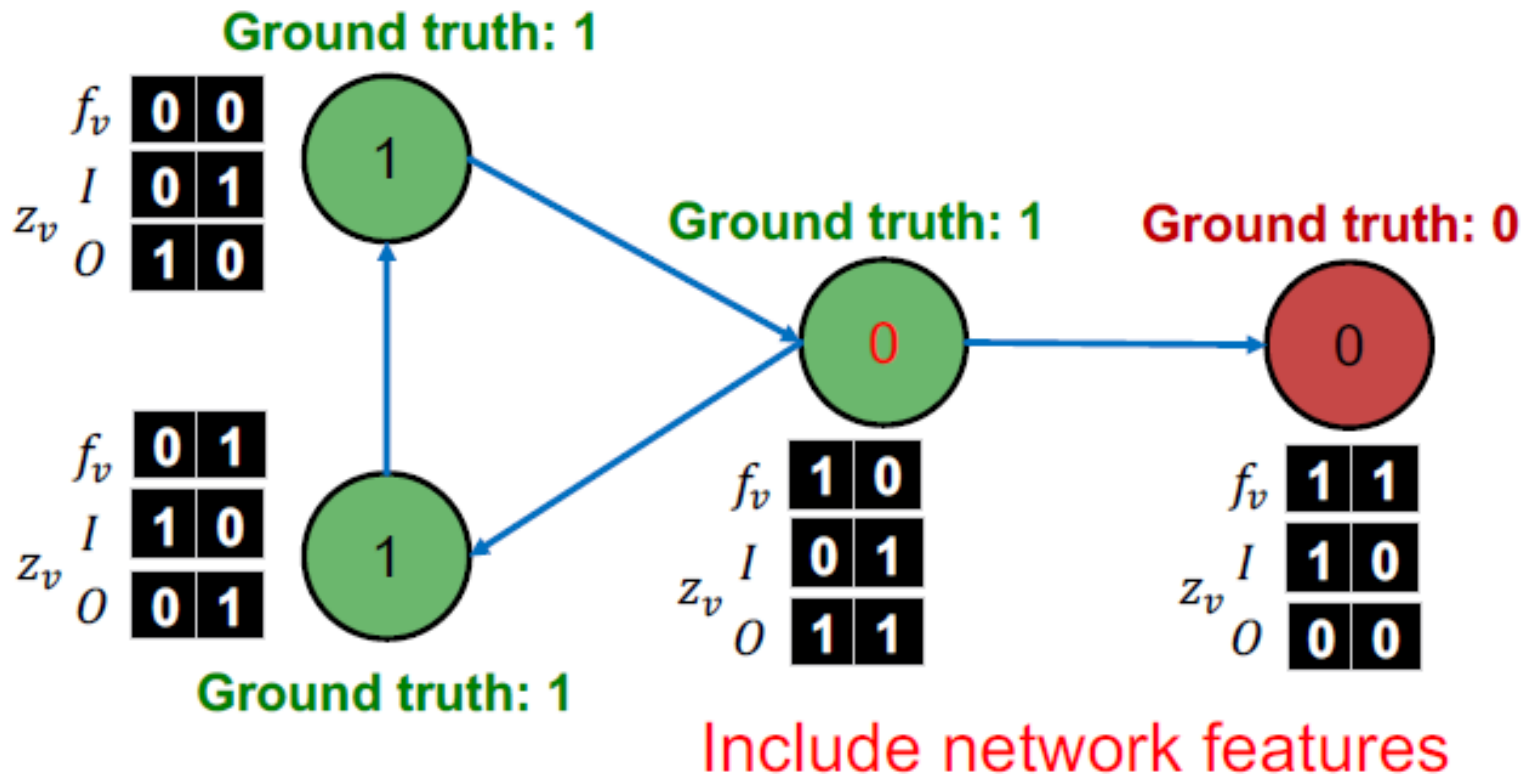 Ground truth: 1
f_v 0 0
1
I 0 1
z_v
O 1 0
Ground truth: 1
Ground truth: 0
0
0
f_v 0 1
I 1 0
z_v
O 0 1
1
Ground truth: 1
f_v 1 0
I 0 1
z_v
O 1 1
f_v 1 1
I 1 0
z_v
O 0 0
Include network features